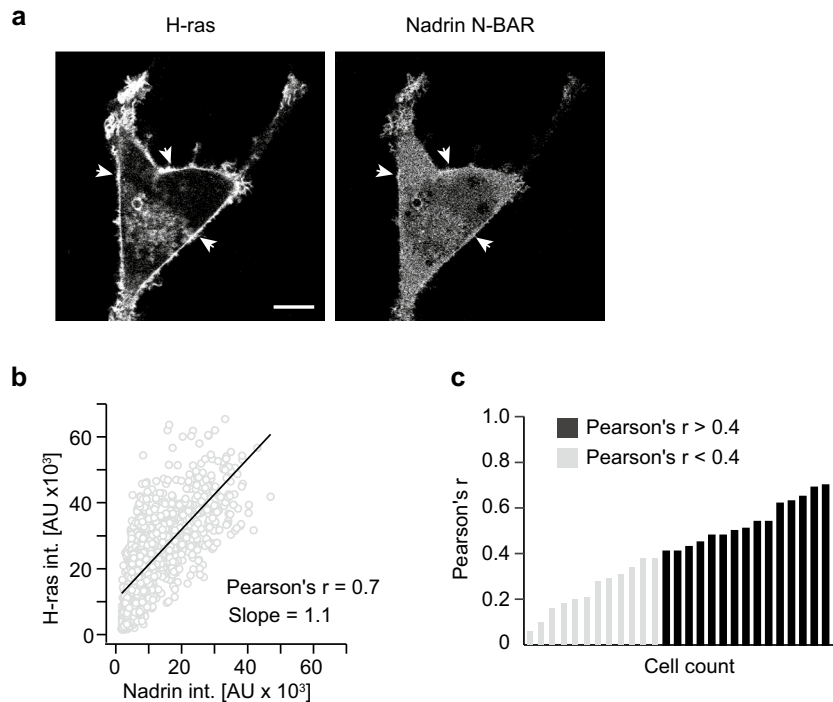 a
H-ras
Nadrin N-BAR
b
H-ras int. [AU x10³]
60
40
20
0
Pearson's r = 0.7
Slope = 1.1
0 20 40 60
Nadrin int. [AU x 10³]
c
Pearson's r
1.0
0.8
0.6
0.4
0.2
0
Pearson's r > 0.4
Pearson's r < 0.4
Cell count